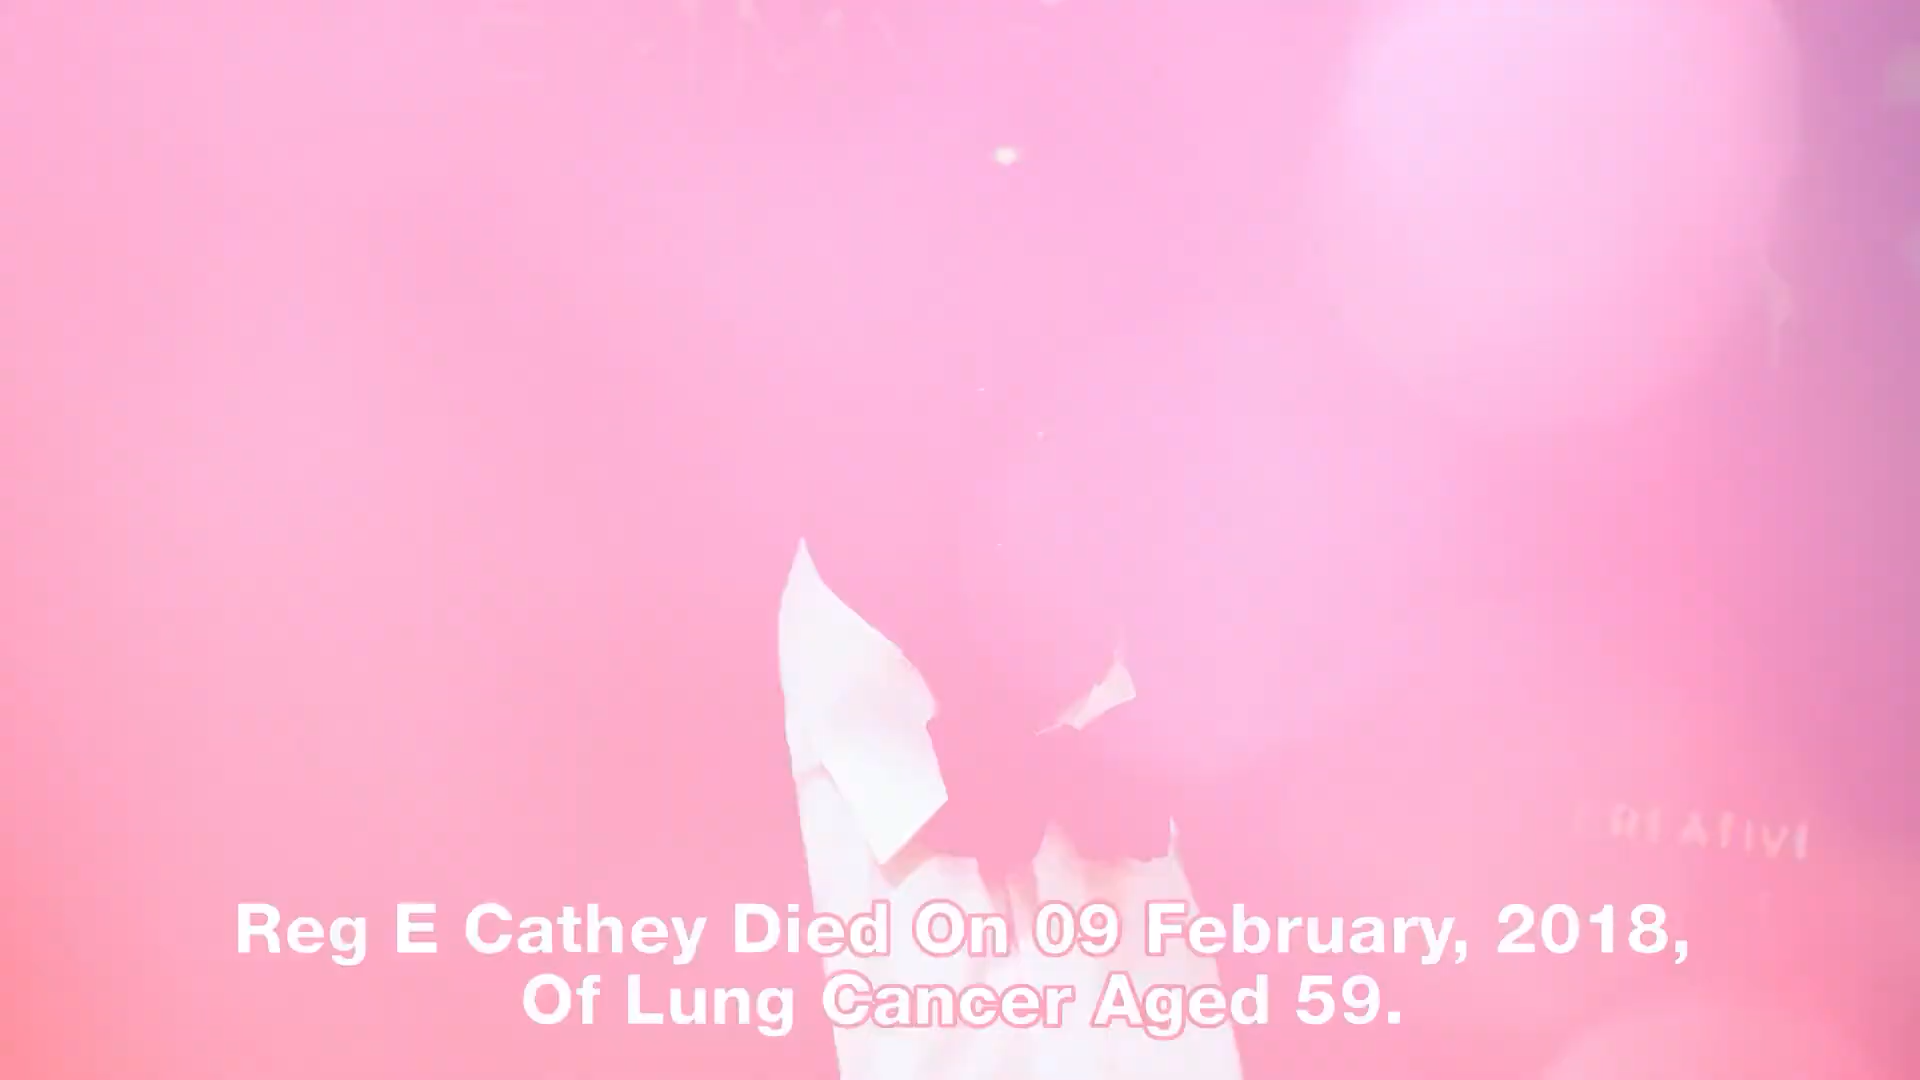 Reg E Cathey Died On 09 February, 2018,
Of Lung Cancer Aged 59.